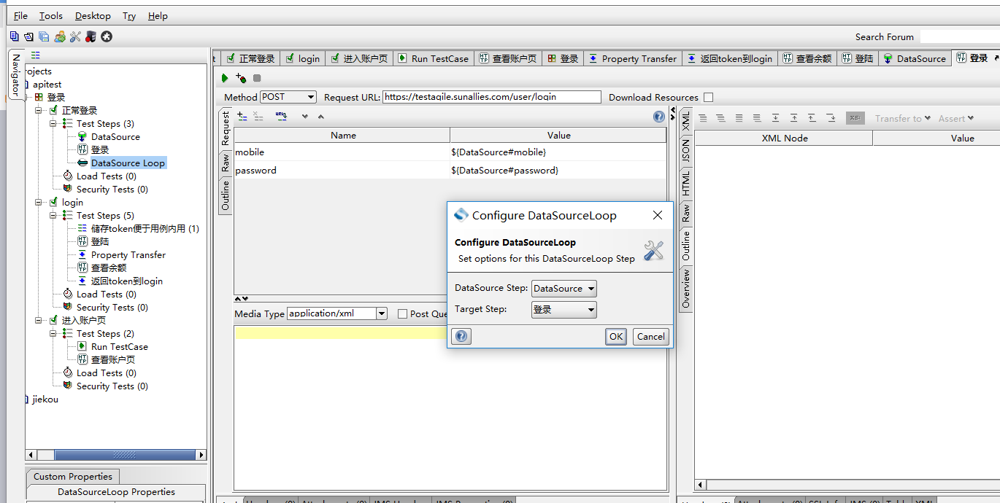 File Tools Desktop Try Help
Search Forum
Navigator
正常登录 login 进入账户页 Run TestCase 查看账户页 登录 Property Transfer 返回token到login 查看余额 登陆 DataSource 登录
rojects
apitest
登录
正常登录
Test Steps (3)
DataSource
登录
DataSource Loop
Load Tests (0)
Security Tests (0)
login
Test Steps (5)
储存token便于用例内用 (1)
登陆
Property Transfer
查看余额
返回token到login
Load Tests (0)
Security Tests (0)
进入账户页
Test Steps (2)
Run TestCase
查看账户页
Load Tests (0)
Security Tests (0)
jiekou
Custom Properties
DataSourceLoop Properties
Method POST Request URL: https://testaqile.sunallies.com/user/login Download Resources
Request
Raw
Outline
Name Value
mobile ${DataSource#mobile}
password ${DataSource#password}
Media Type application/xml Post Que
Configure DataSourceLoop
Configure DataSourceLoop
Set options for this DataSourceLoop Step
DataSource Step: DataSource
Target Step: 登录
OK Cancel
XML
JSON
HTML
Raw
Outline
Overview
Transfer to Assert
XML Node Value